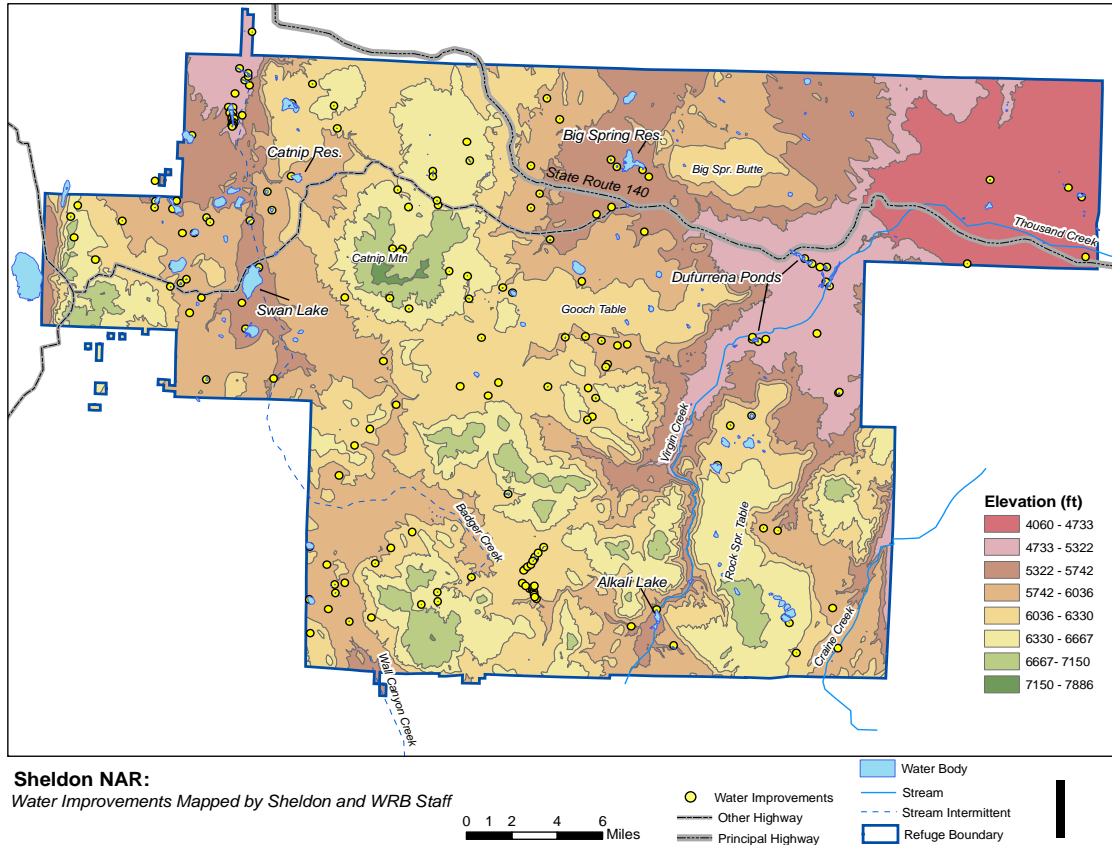 Big Spring Res.
Catnip Res.
Big Spr. Butte
State Route 140
Thousand Creek
Catnip Mtn
Dufurrena Ponds
Swan Lake
Gooch Table
Virgin Creek
Badger Creek
Rock Spr. Table
Alkali Lake
Craine Creek
Wall Canyon Creek
Elevation (ft)
4060 - 4733
4733 - 5322
5322 - 5742
5742 - 6036
6036 - 6330
6330 - 6667
6667- 7150
7150 - 7886
Sheldon NAR:
Water Improvements Mapped by Sheldon and WRB Staff
0 1 2 4 6
Miles
Water Improvements
Other Highway
Principal Highway
Water Body
Stream
Stream Intermittent
Refuge Boundary